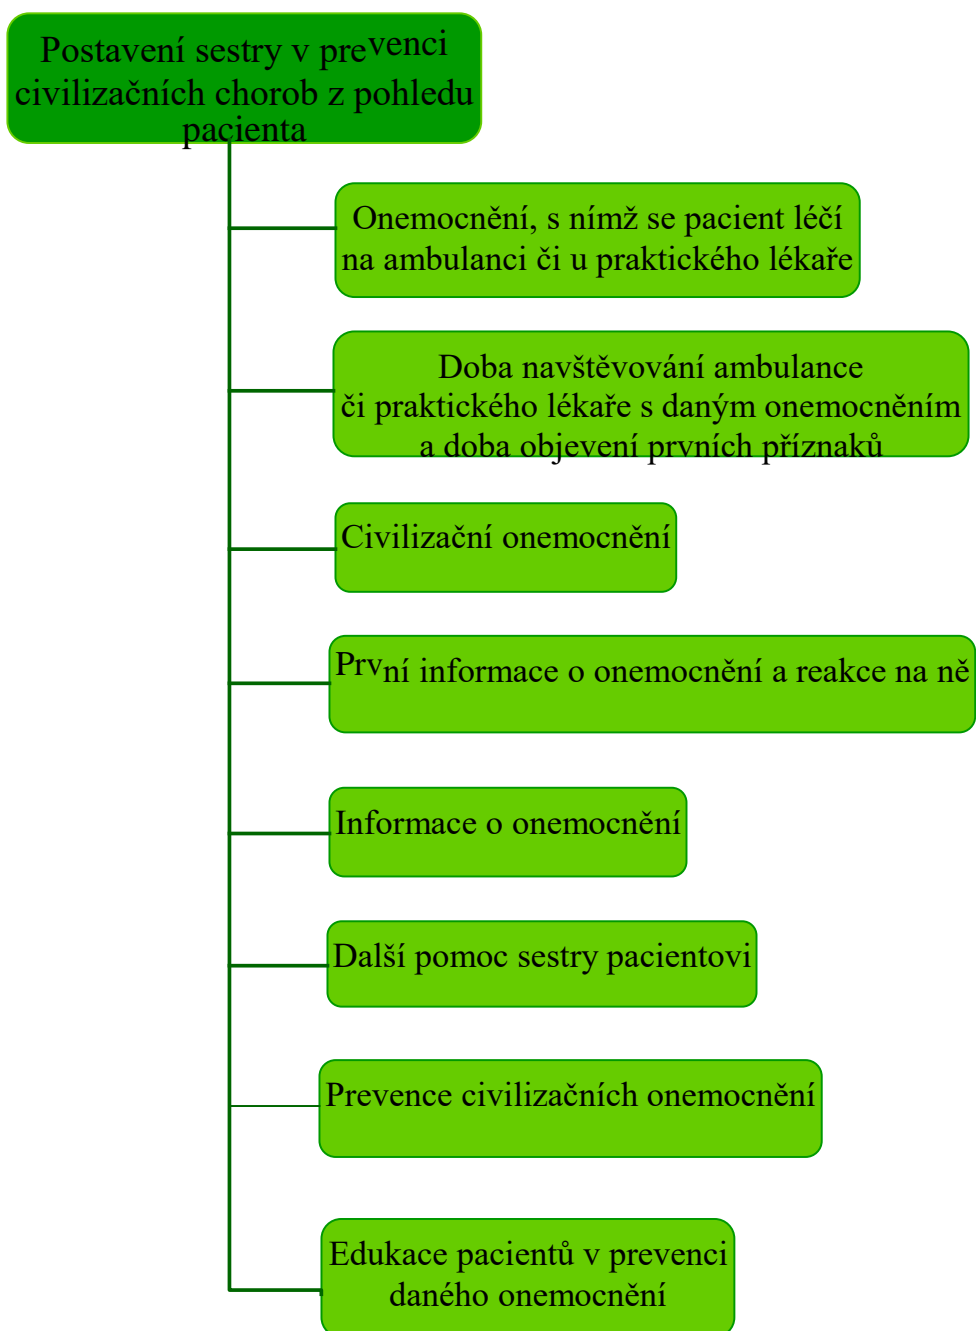 Postavení sestry v prevenci
civilizačních chorob z pohledu
pacienta
Onemocnění, s nímž se pacient léčí
na ambulanci či u praktického lékaře
Doba navštěvování ambulance
či praktického lékaře s daným onemocněním
a doba objevení prvních příznaků
Civilizační onemocnění
První informace o onemocnění a reakce na ně
Informace o onemocnění
Další pomoc sestry pacientovi
Prevence civilizačních onemocnění
Edukace pacientů v prevenci
daného onemocnění